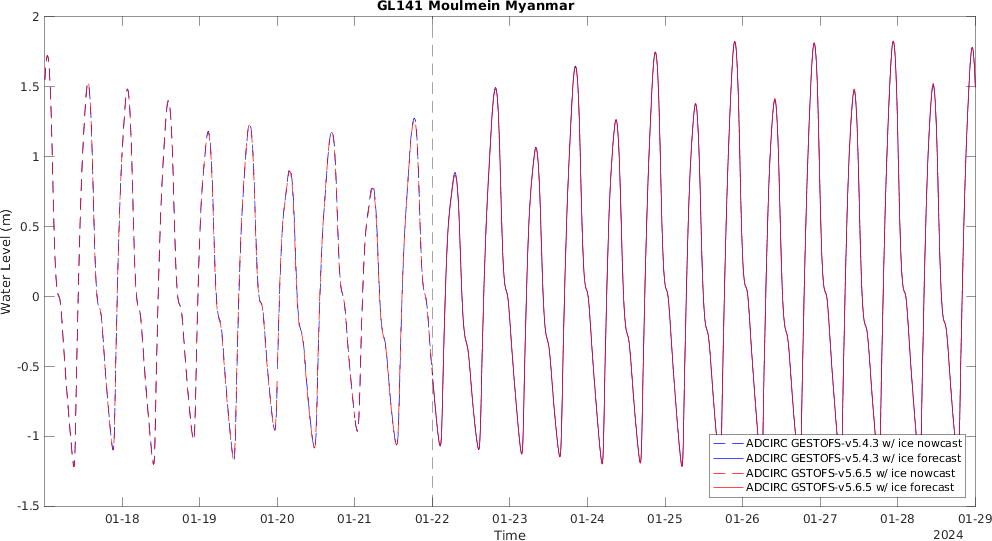 GL141 Moulmein Myanmar
2
1.5
1
0.5
0
-0.5
-1
-1.5
Water Level (m)
ADCIRC GESTOFS-v5.4.3 w/ ice nowcast
ADCIRC GESTOFS-v5.4.3 w/ ice forecast
ADCIRC GSTOFS-v5.6.5 w/ ice nowcast
ADCIRC GSTOFS-v5.6.5 w/ ice forecast
01-18 01-19 01-20 01-21 01-22 01-23 01-24 01-25 01-26 01-27 01-28 01-29
Time
2024